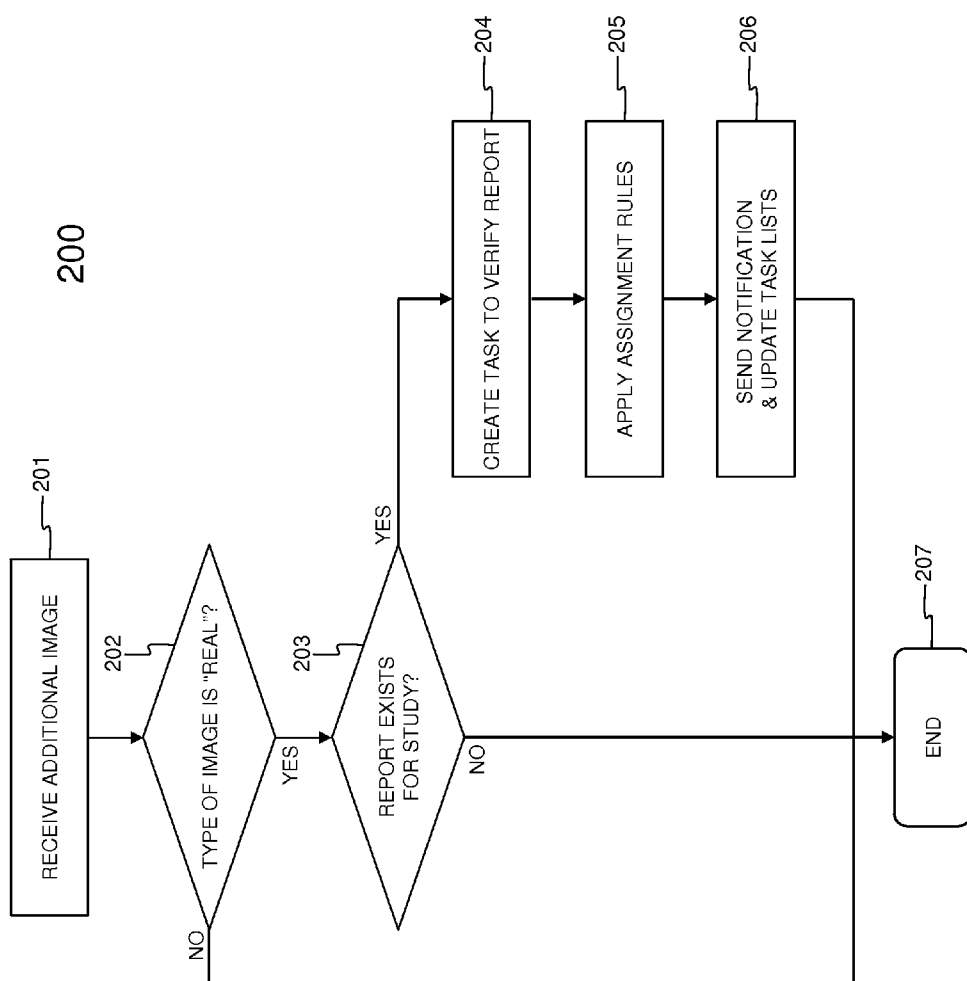 200
RECEIVE ADDITIONAL IMAGE
201
202
TYPE OF IMAGE IS "REAL"?
NO
YES
203
REPORT EXISTS
FOR STUDY?
YES
NO
CREATE TASK TO VERIFY REPORT
204
APPLY ASSIGNMENT RULES
205
SEND NOTIFICATION
& UPDATE TASK LISTS
206
207
END